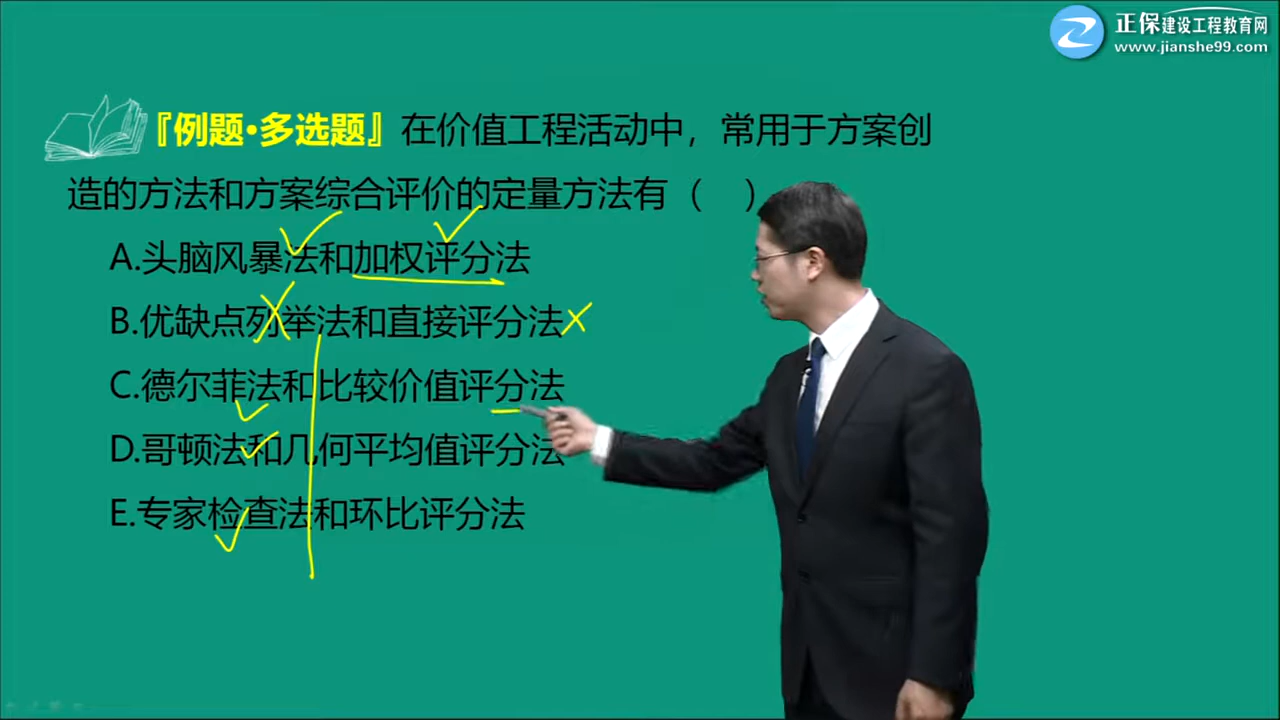 正保建设工程教育网
www.jianshe99.com
『例题·多选题』在价值工程活动中，常用于方案创
造的方法和方案综合评价的定量方法有（ ）
A.头脑风暴法和加权评分法
B.优缺点列举法和直接评分法
C.德尔菲法和比较价值评分法
D.哥顿法和几何平均值评分法
E.专家检查法和环比评分法